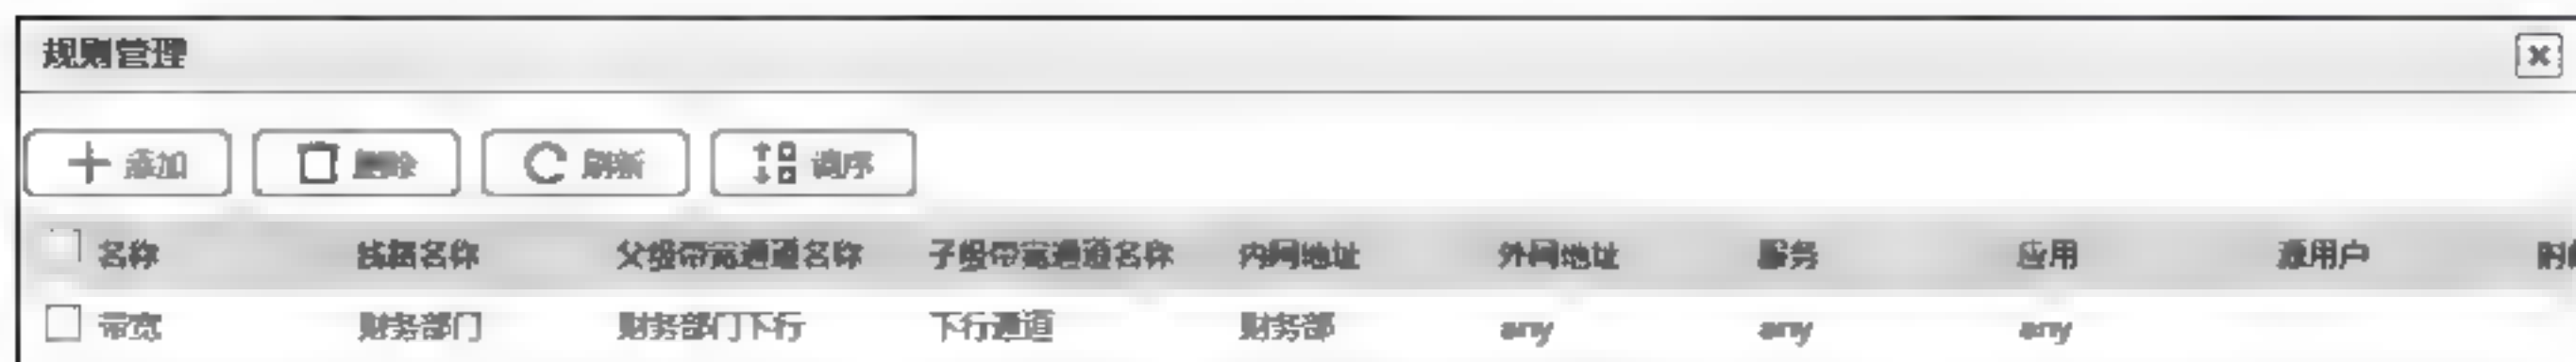 规则管理
添加 删除 刷新 调序
名称 线路名称 父级带宽通道名称 子级带宽通道名称 内网地址 外网地址 服务 应用 源用户
带宽 财务部门 财务部门下行 下行通道 财务部 any any any